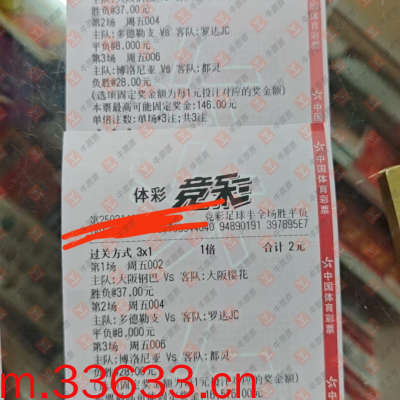 胜负#37.00元
第2场 周五004
主队:多德勒支 Vs 客队:罗达JC
平负#8,000元
第3场 周五006
主队:博洛尼亚 Vs 客队:都灵
负胜#28.00元
(选项固定奖金额为每1元投注对应的奖金额)
本票最高可能固定奖金:146.00元
单倍注数:单场*3注;共3注
体彩 竞彩
竞彩足球半全场胜平负
94890191 397895E7
过关方式 3x1 1倍 合计 2元
第1场 周五002
主队:大阪钢巴 Vs 客队:大阪樱花
胜负#37.00元
第2场 周五004
主队:多德勒支 Vs 客队:罗达JC
平负#8,000元
第3场 周五006
主队:博洛尼亚 Vs 客队:都灵
m.33633.cn
中国体育彩票